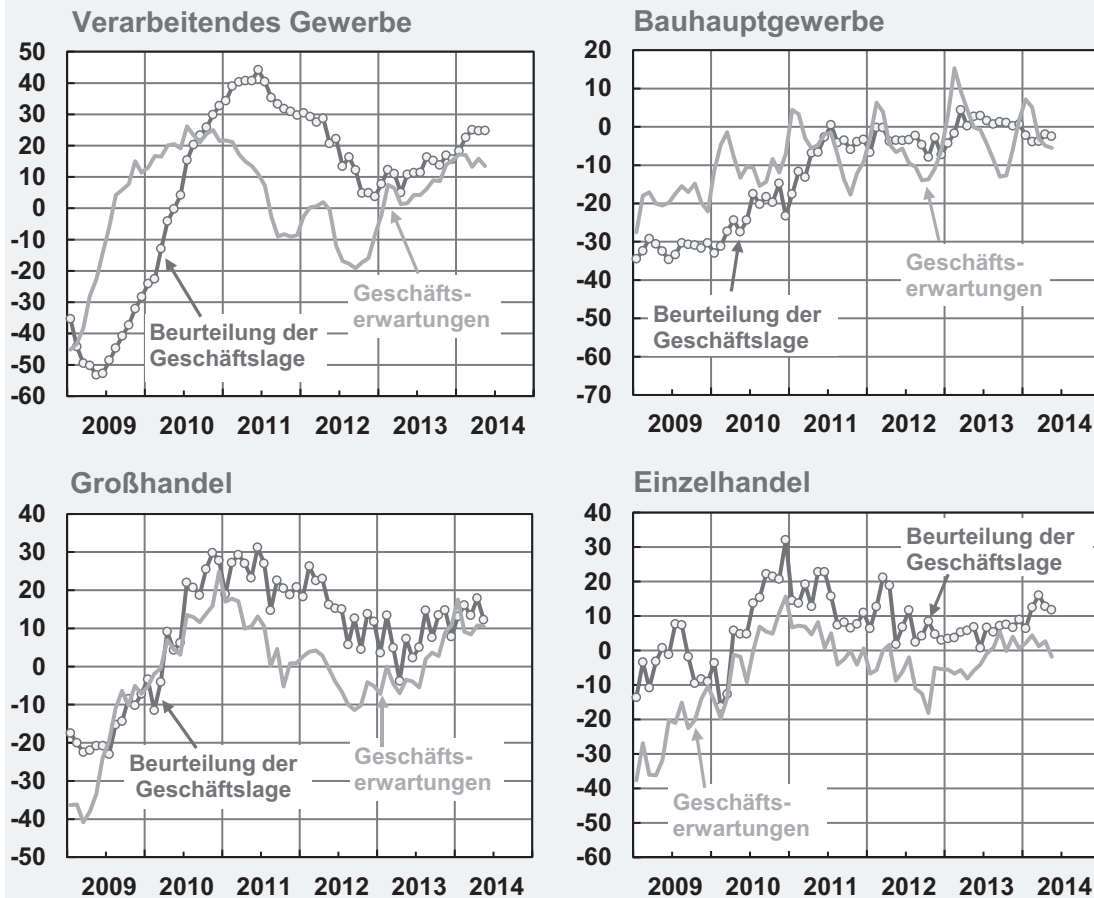 Verarbeitendes Gewerbe
50
40
30
20
10
0
-10
-20
-30
-40
-50
-60
Geschäfts-
erwartungen
Beurteilung der
Geschäftslage
2009 2010 2011 2012 2013 2014
Bauhauptgewerbe
20
10
0
-10
-20
-30
-40
-50
-60
-70
Geschäfts-
erwartungen
Beurteilung der
Geschäftslage
2009 2010 2011 2012 2013 2014
Großhandel
40
30
20
10
0
-10
-20
-30
-40
-50
Beurteilung der
Geschäftslage
Geschäfts-
erwartungen
2009 2010 2011 2012 2013 2014
Einzelhandel
40
30
20
10
0
-10
-20
-30
-40
-50
-60
Beurteilung der
Geschäftslage
Geschäfts-
erwartungen
2009 2010 2011 2012 2013 2014